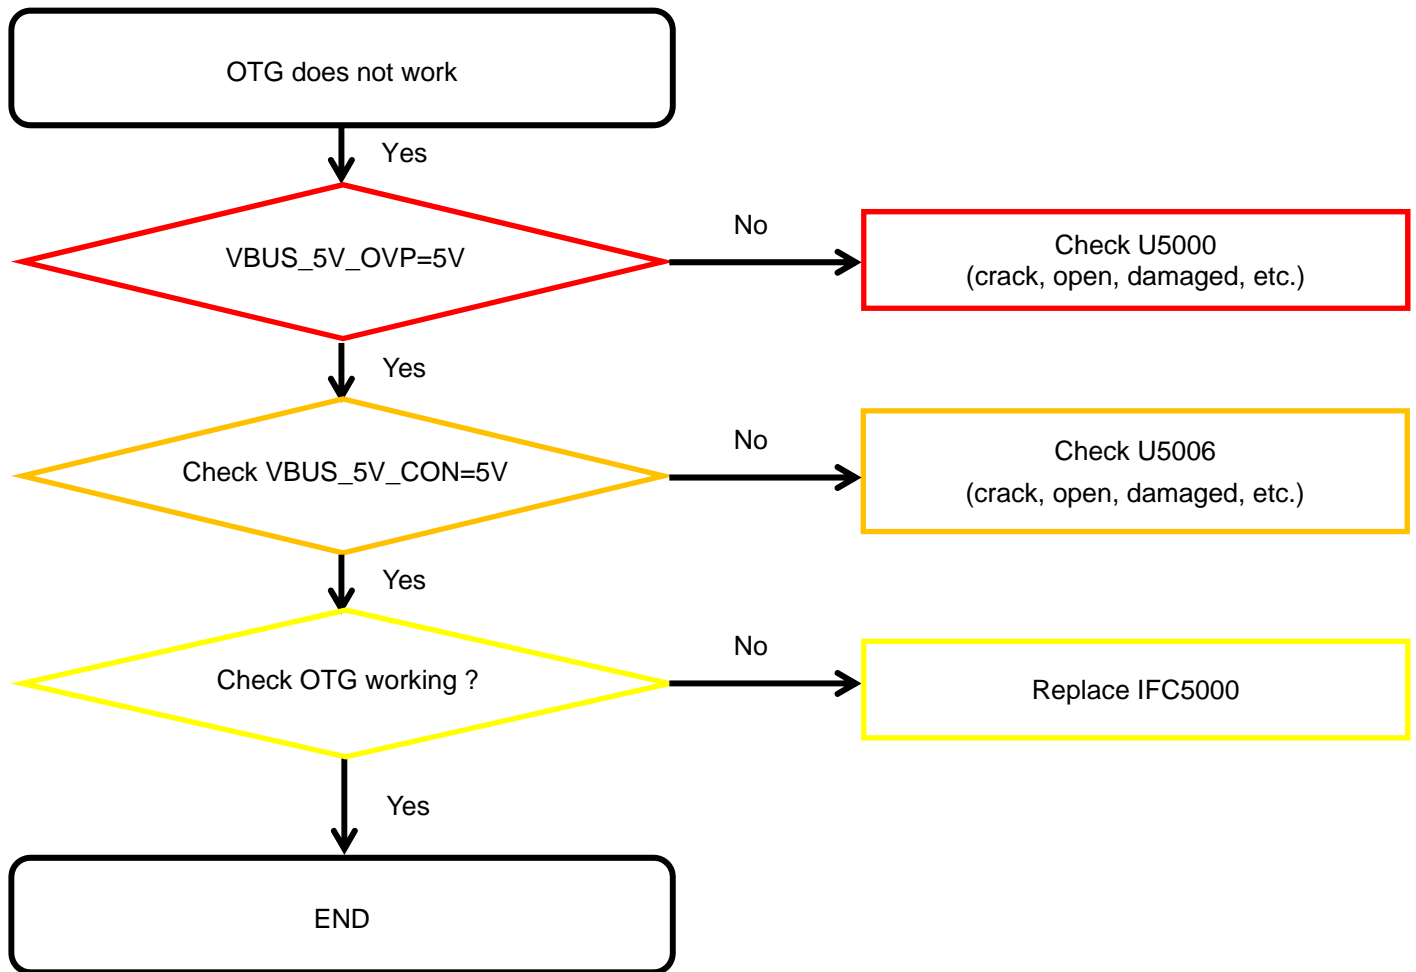 OTG does not work
Yes
VBUS_5V_OVP=5V
No
Check U5000
(crack, open, damaged, etc.)
Yes
Check VBUS_5V_CON=5V
No
Check U5006
(crack, open, damaged, etc.)
Yes
Check OTG working ?
No
Replace IFC5000
Yes
END